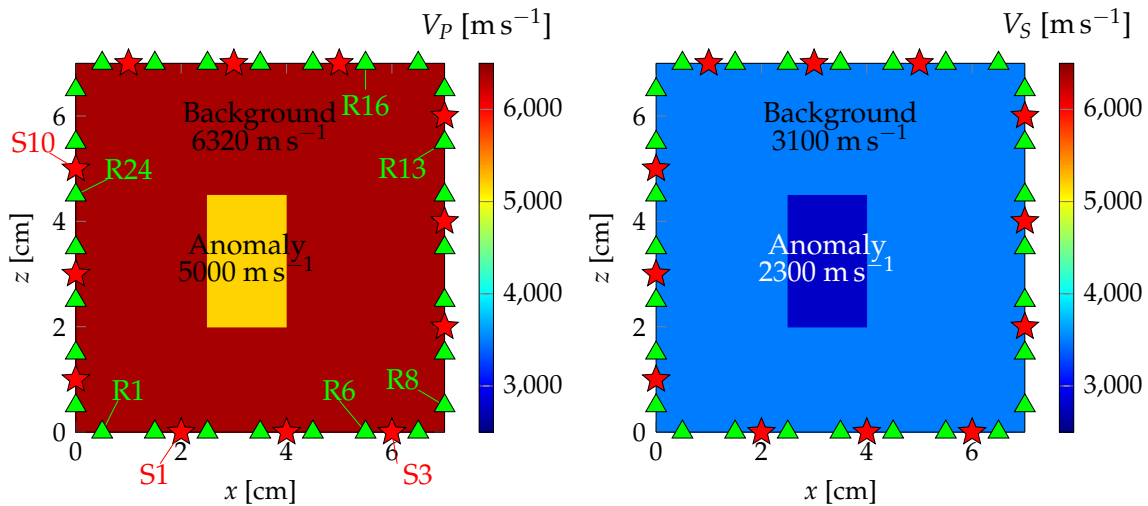 V_P [m s⁻¹]
Background
6320 m s⁻¹
R16
S10
R24
R13
Anomaly
5000 m s⁻¹
R1
R6
R8
S1
S3
6
4
2
0
z [cm]
0 2 4 6
x [cm]
6,000
5,000
4,000
3,000
V_S [m s⁻¹]
Background
3100 m s⁻¹
Anomaly
2300 m s⁻¹
6
4
2
0
z [cm]
0 2 4 6
x [cm]
6,000
5,000
4,000
3,000